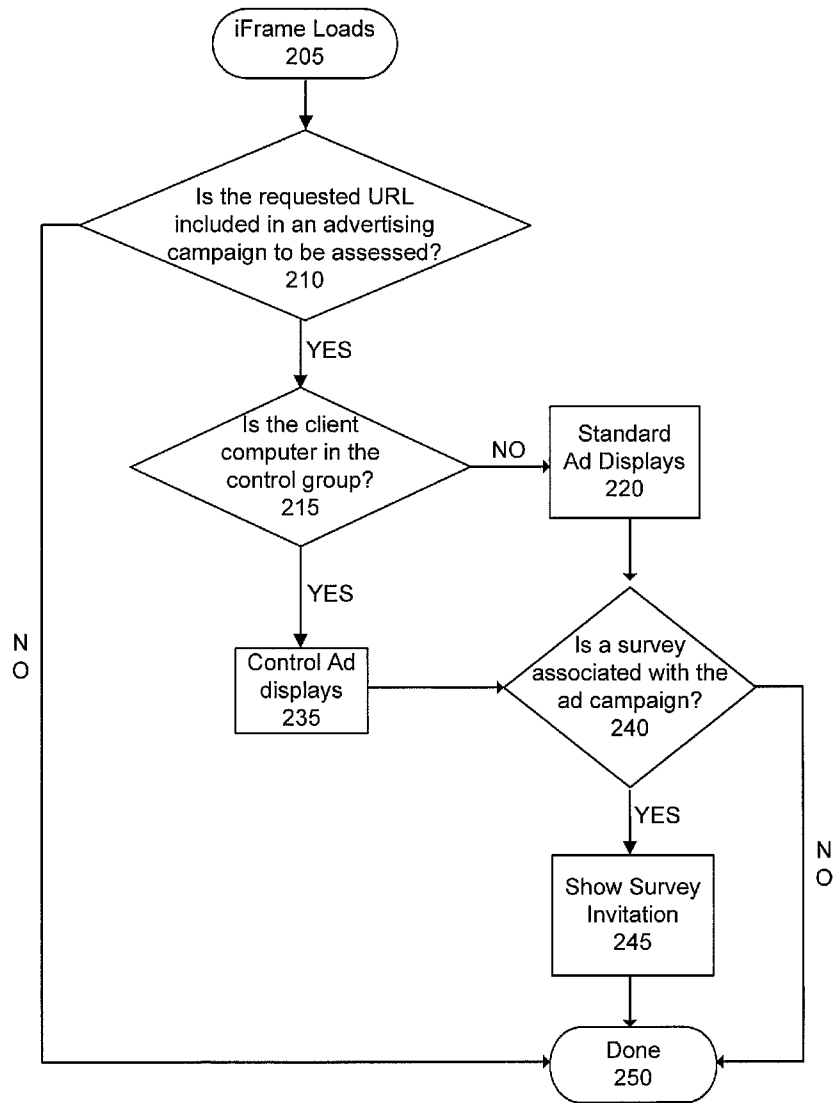 iFrame Loads
205
Is the requested URL
included in an advertising
campaign to be assessed?
210
YES
Is the client
computer in the
control group?
215
NO
Standard
Ad Displays
220
YES
N
O
Control Ad
displays
235
Is a survey
associated with the
ad campaign?
240
YES
N
O
Show Survey
Invitation
245
Done
250